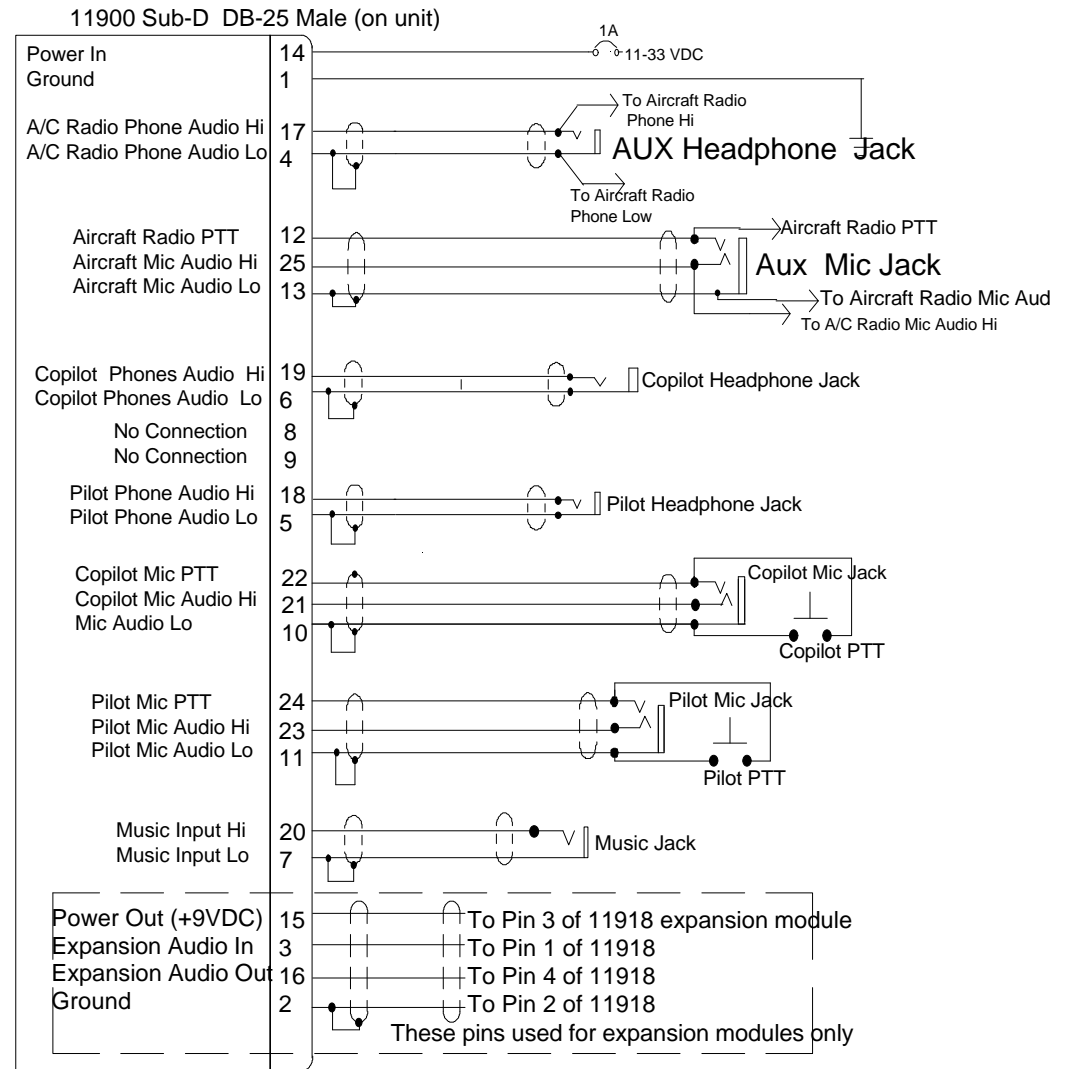 11900 Sub-D DB-25 Male (on unit)
Power In 14 1A 11-33 VDC
Ground 1
To Aircraft Radio
Phone Hi
A/C Radio Phone Audio Hi 17
A/C Radio Phone Audio Lo 4 AUX Headphone Jack
To Aircraft Radio
Phone Low
Aircraft Radio PTT 12 Aircraft Radio PTT
Aircraft Mic Audio Hi 25 Aux Mic Jack
Aircraft Mic Audio Lo 13 To Aircraft Radio Mic Aud
To A/C Radio Mic Audio Hi
Copilot Phones Audio Hi 19 Copilot Headphone Jack
Copilot Phones Audio Lo 6
No Connection 8
No Connection 9
Pilot Phone Audio Hi 18 Pilot Headphone Jack
Pilot Phone Audio Lo 5
Copilot Mic PTT 22 Copilot Mic Jack
Copilot Mic Audio Hi 21
Mic Audio Lo 10
Copilot PTT
Pilot Mic PTT 24 Pilot Mic Jack
Pilot Mic Audio Hi 23
Pilot Mic Audio Lo 11
Pilot PTT
Music Input Hi 20 Music Jack
Music Input Lo 7
Power Out (+9VDC) 15 To Pin 3 of 11918 expansion module
Expansion Audio In 3 To Pin 1 of 11918
Expansion Audio Out 16 To Pin 4 of 11918
Ground 2 To Pin 2 of 11918
These pins used for expansion modules only